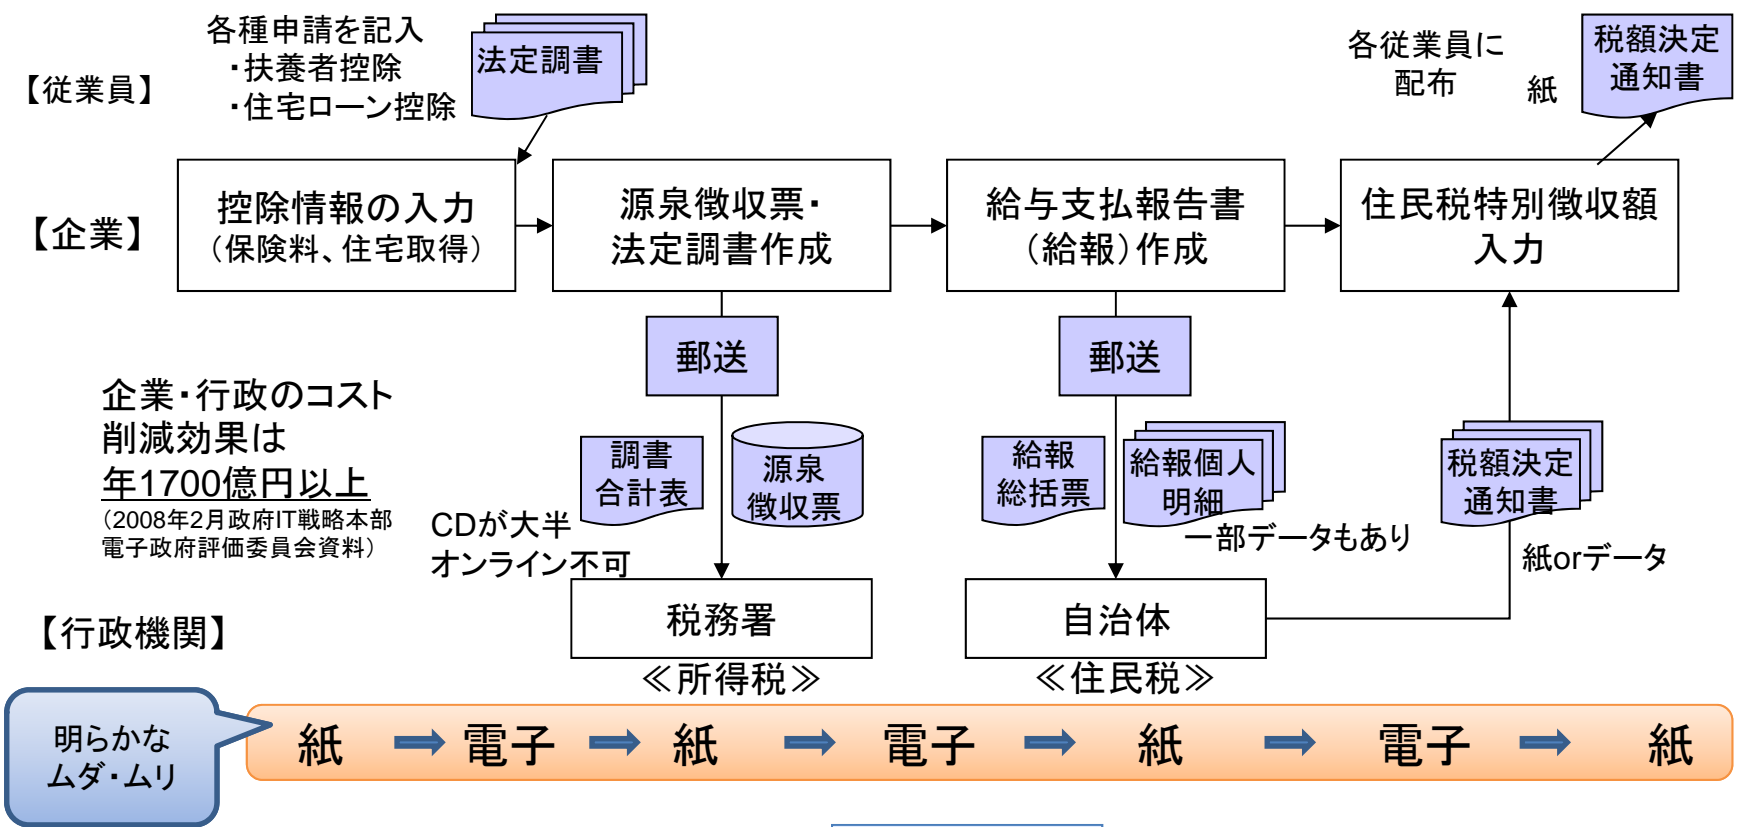 各種申請を記入
・扶養者控除
・住宅ローン控除
法定調書
各従業員に
配布
紙
税額決定
通知書
【従業員】
【企業】
控除情報の入力
（保険料、住宅取得）
源泉徴収票・
法定調書作成
給与支払報告書
（給報）作成
住民税特別徴収額
入力
郵送
郵送
企業・行政のコスト
削減効果は
年1700億円以上
（2008年2月政府IT戦略本部
電子政府評価委員会資料）
調書
合計表
源泉
徴収票
給報
総括票
給報個人
明細
税額決定
通知書
CDが大半
オンライン不可
一部データもあり
紙orデータ
【行政機関】
税務署
≪所得税≫
自治体
≪住民税≫
明らかな
ムダ・ムリ
紙 ➡ 電子 ➡ 紙 ➡ 電子 ➡ 紙 ➡ 電子 ➡ 紙